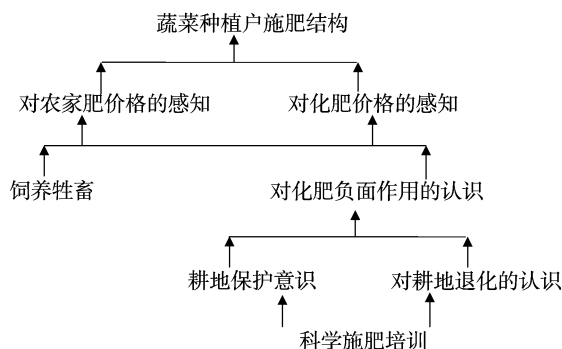 蔬菜种植户施肥结构
对农家肥价格的感知 对化肥价格的感知
饲养牲畜 对化肥负面作用的认识
耕地保护意识 对耕地退化的认识
科学施肥培训